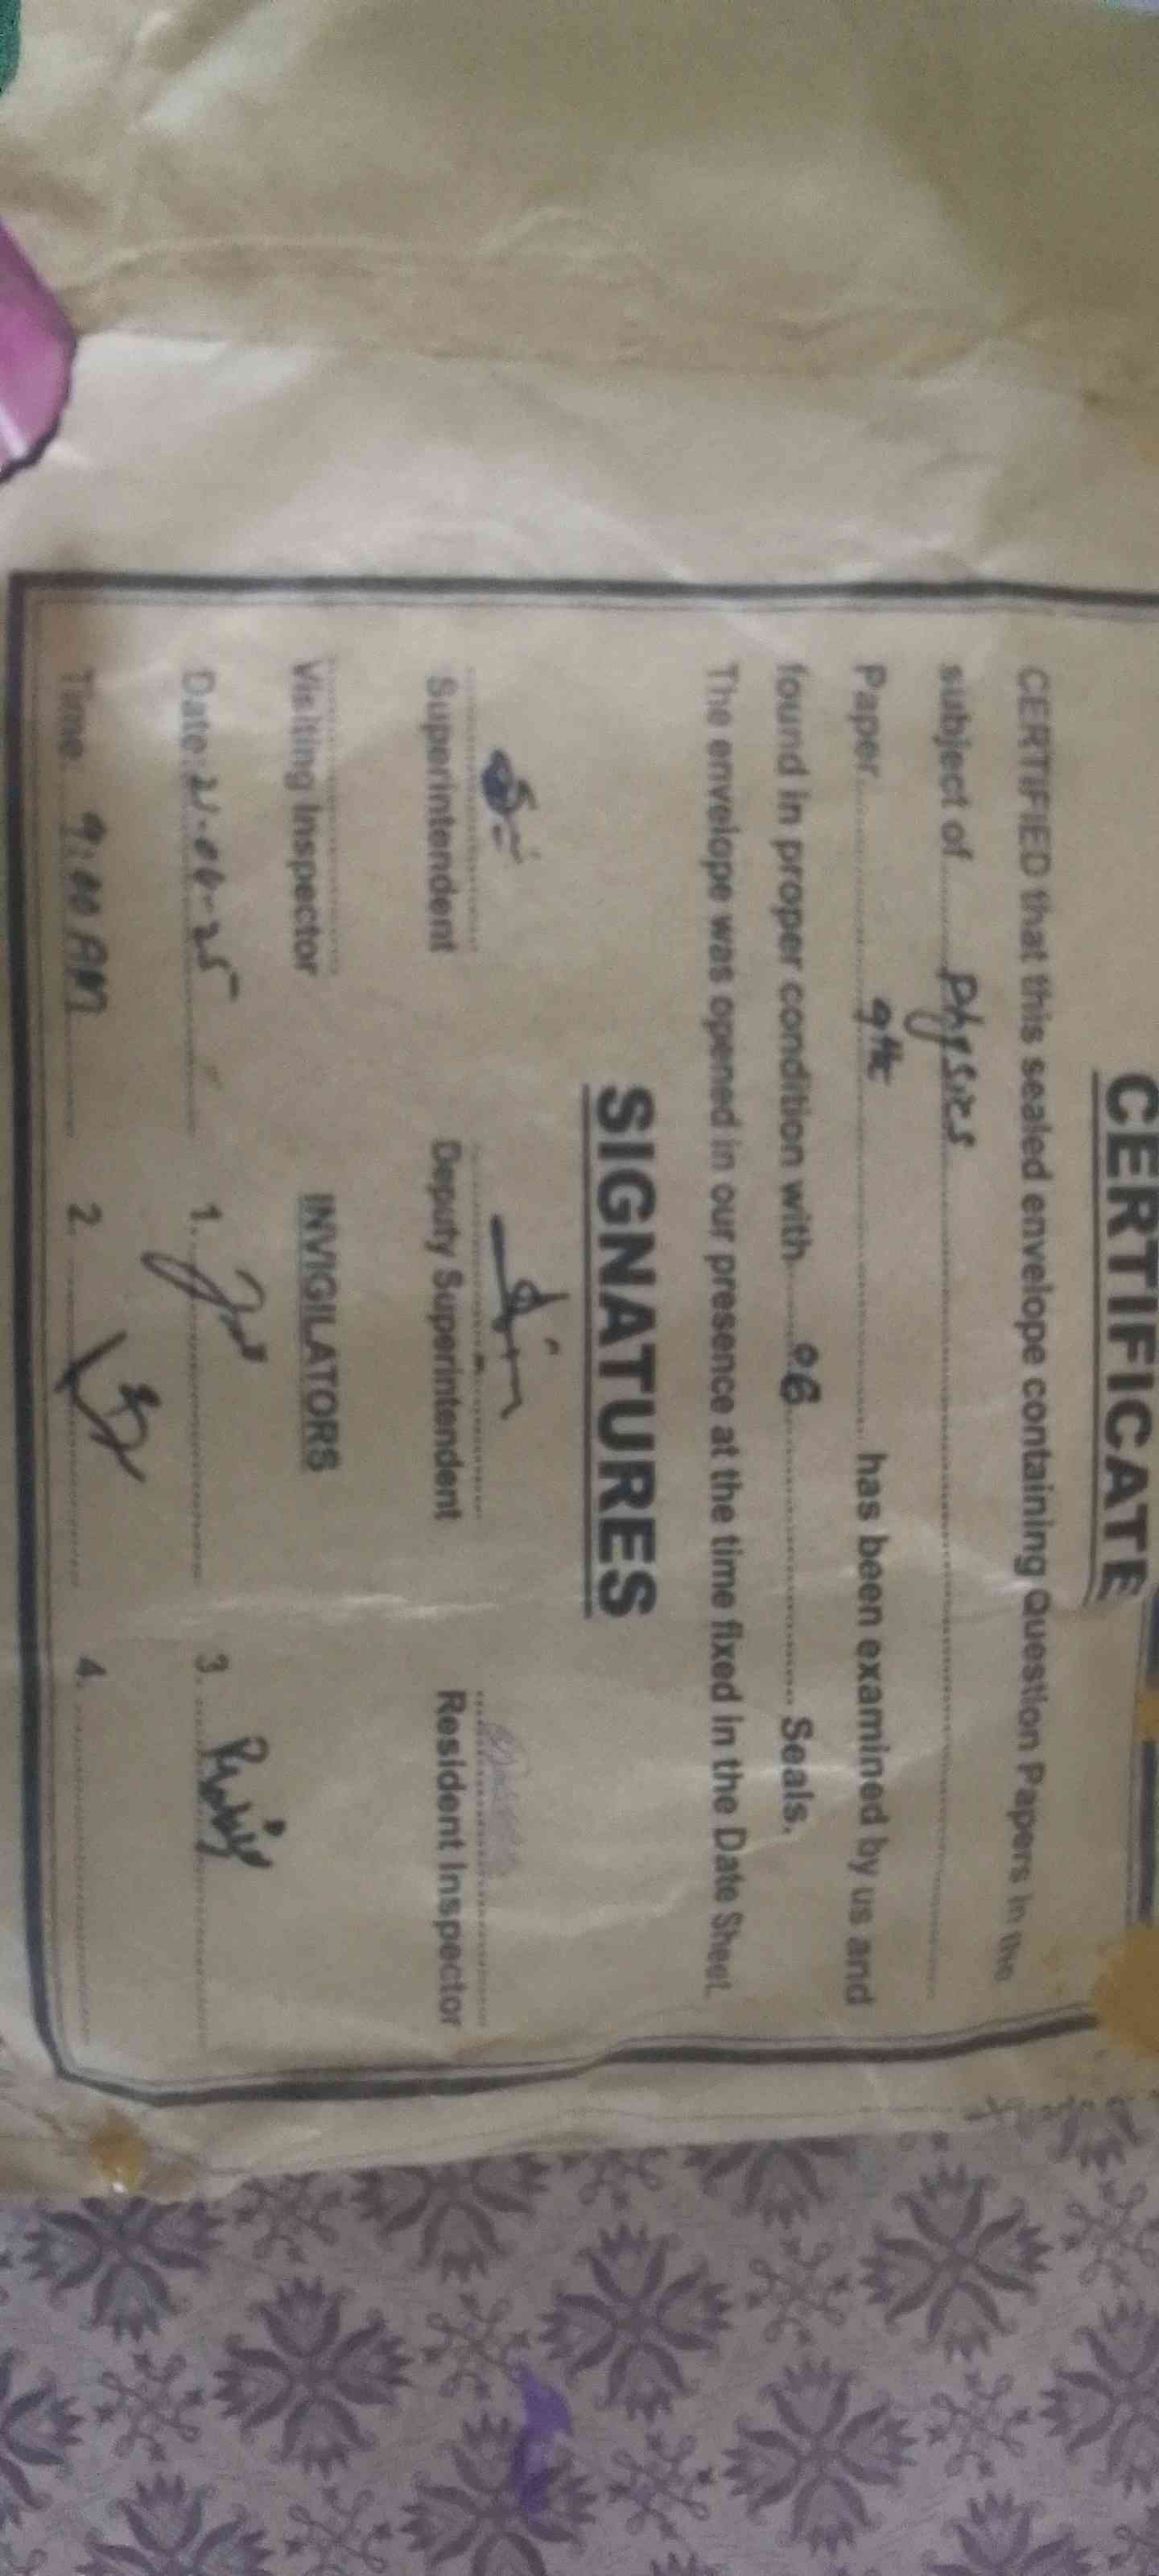 CERTIFICATE
CERTIFIED that this sealed envelope containing Question Papers in the
subject of Physics
Paper 9th has been examined by us and
found in proper condition with 06 Seals.
The envelope was opened in our presence at the time fixed in the Date Sheet.
SIGNATURES
Superintendent Deputy Superintendent Resident Inspector
Visiting Inspector INVIGILATORS
Date: 21-04-25 1. 3.
Time 9:00 AM 2. 4.